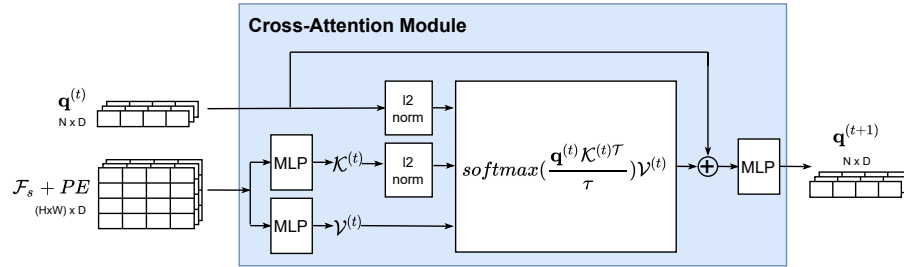 Cross-Attention Module
q^(t)
N x D
l2
norm
F_s + PE
(HxW) x D
MLP
K^(t)
l2
norm
MLP
V^(t)
softmax(q^(t) K^(t)T / τ)V^(t)
MLP
q^(t+1)
N x D